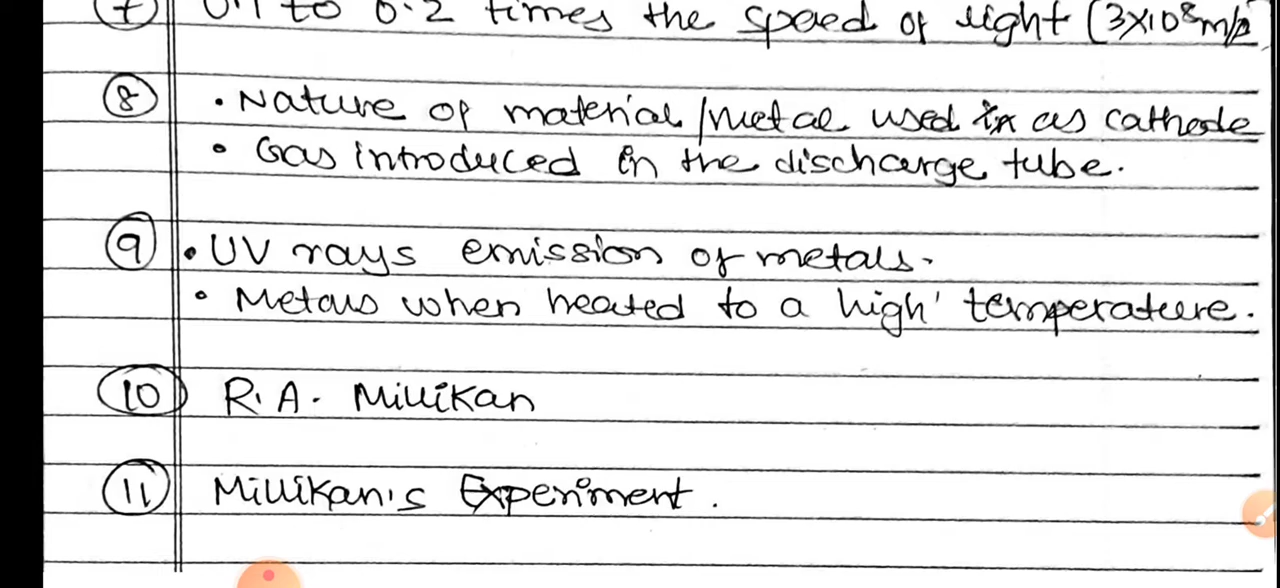 7 0.1 to 0.2 times the speed of light (3x10⁸m/s
8 • Nature of material/metal used in as cathode
• Gas introduced in the discharge tube.
9 • UV rays emission of metals.
• Metals when heated to a high temperature.
10 R.A. Millikan
11 Millikan's Experiment.